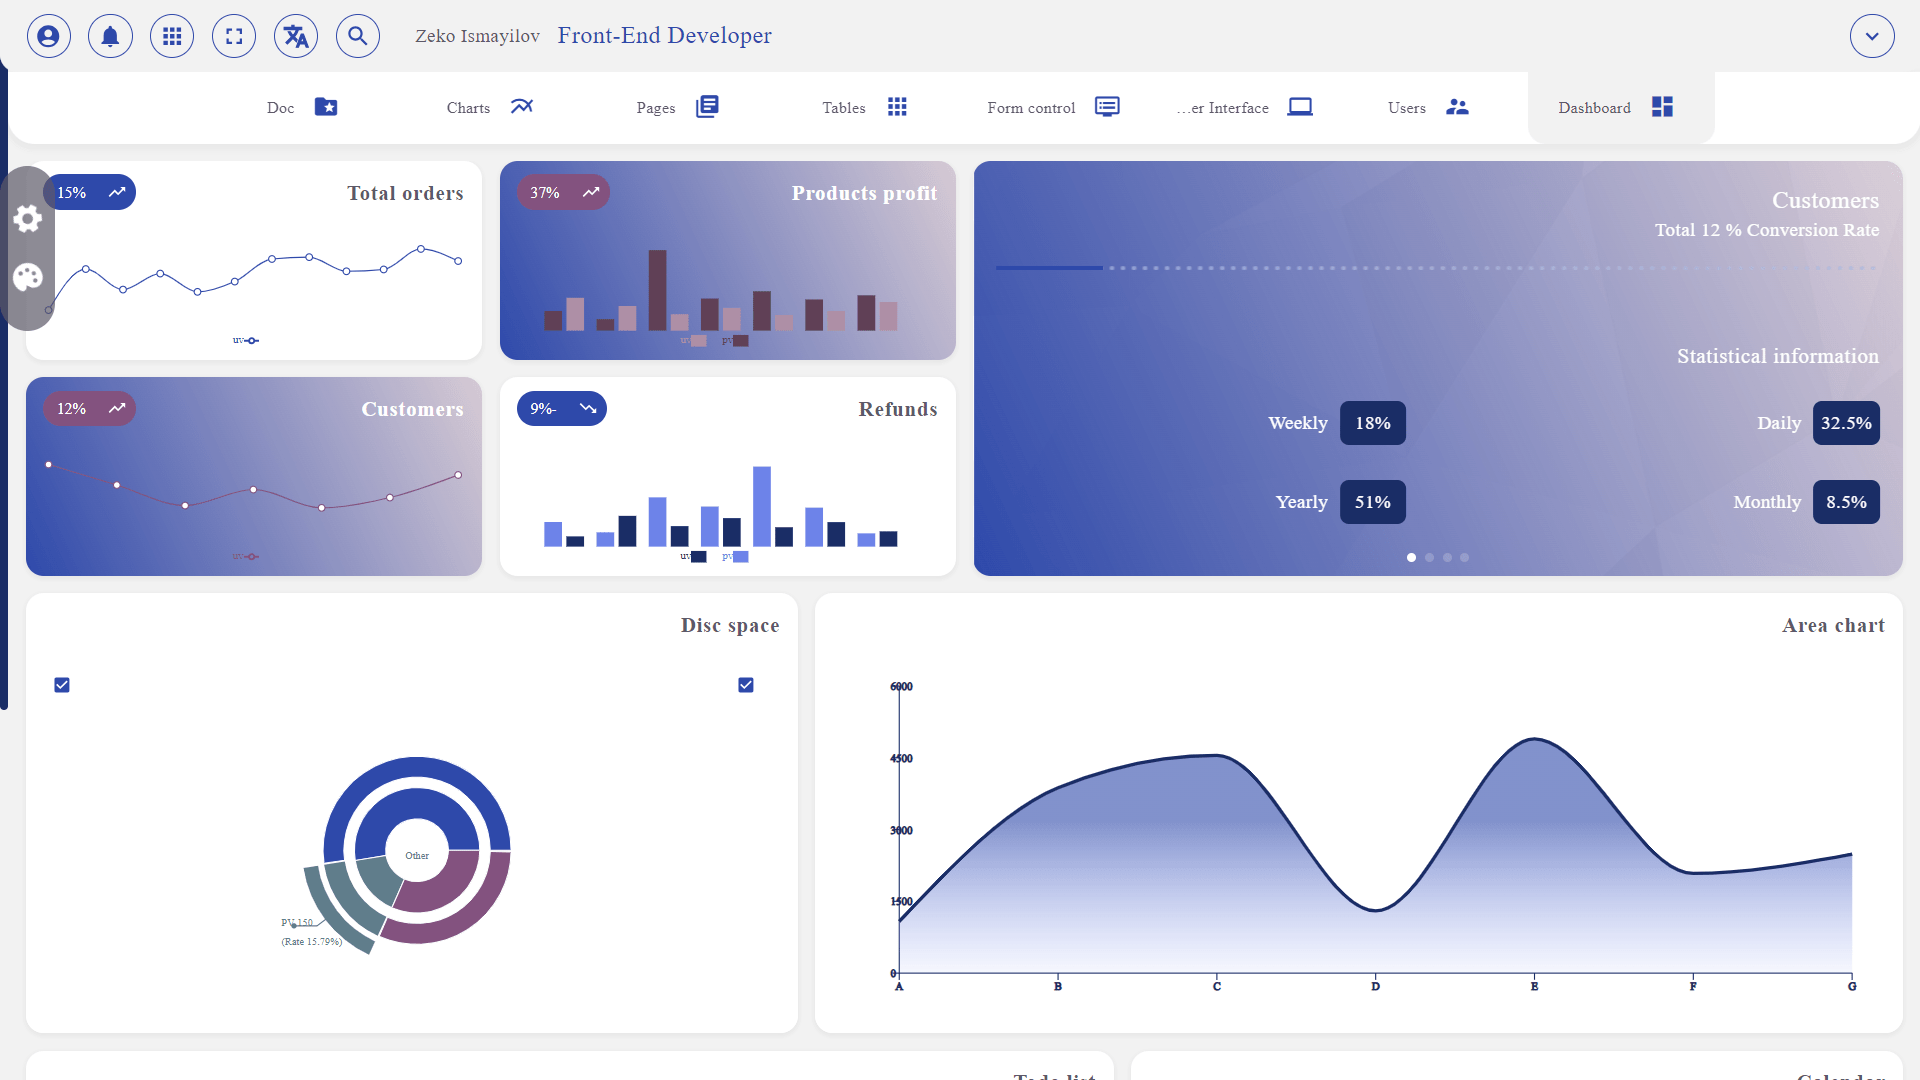 Zeko Ismayilov Front-End Developer
Doc Charts Pages Tables Form control ...er Interface Users Dashboard
15% Total orders
uv
37% Products profit
uv pv
Customers
Total 12 % Conversion Rate
Statistical information
Weekly 18% Daily 32.5%
Yearly 51% Monthly 8.5%
12% Customers
uv
9%- Refunds
uv pv
Disc space
Other
PV 150
(Rate 15.79%)
Area chart
6000
4500
3000
1500
0
A B C D E F G
Todo list
Calendar